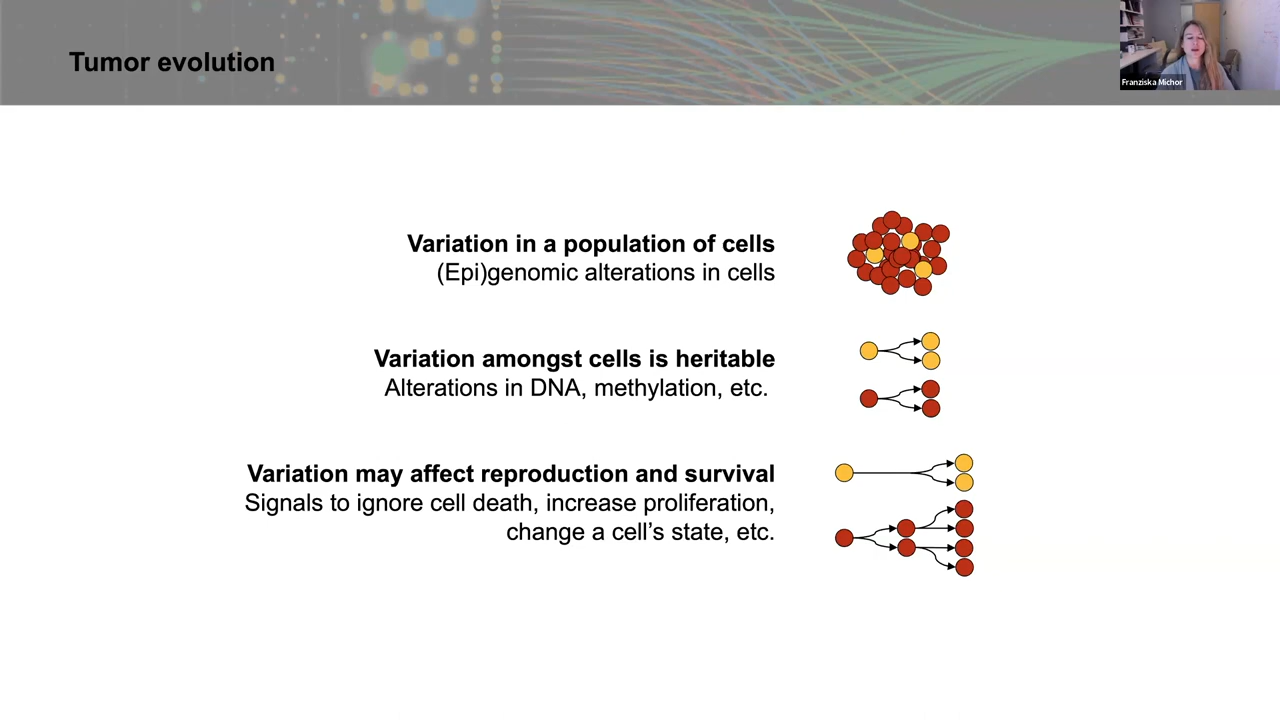 Tumor evolution
Franziska Michor
Variation in a population of cells
(Epi)genomic alterations in cells
Variation amongst cells is heritable
Alterations in DNA, methylation, etc.
Variation may affect reproduction and survival
Signals to ignore cell death, increase proliferation,
change a cell’s state, etc.